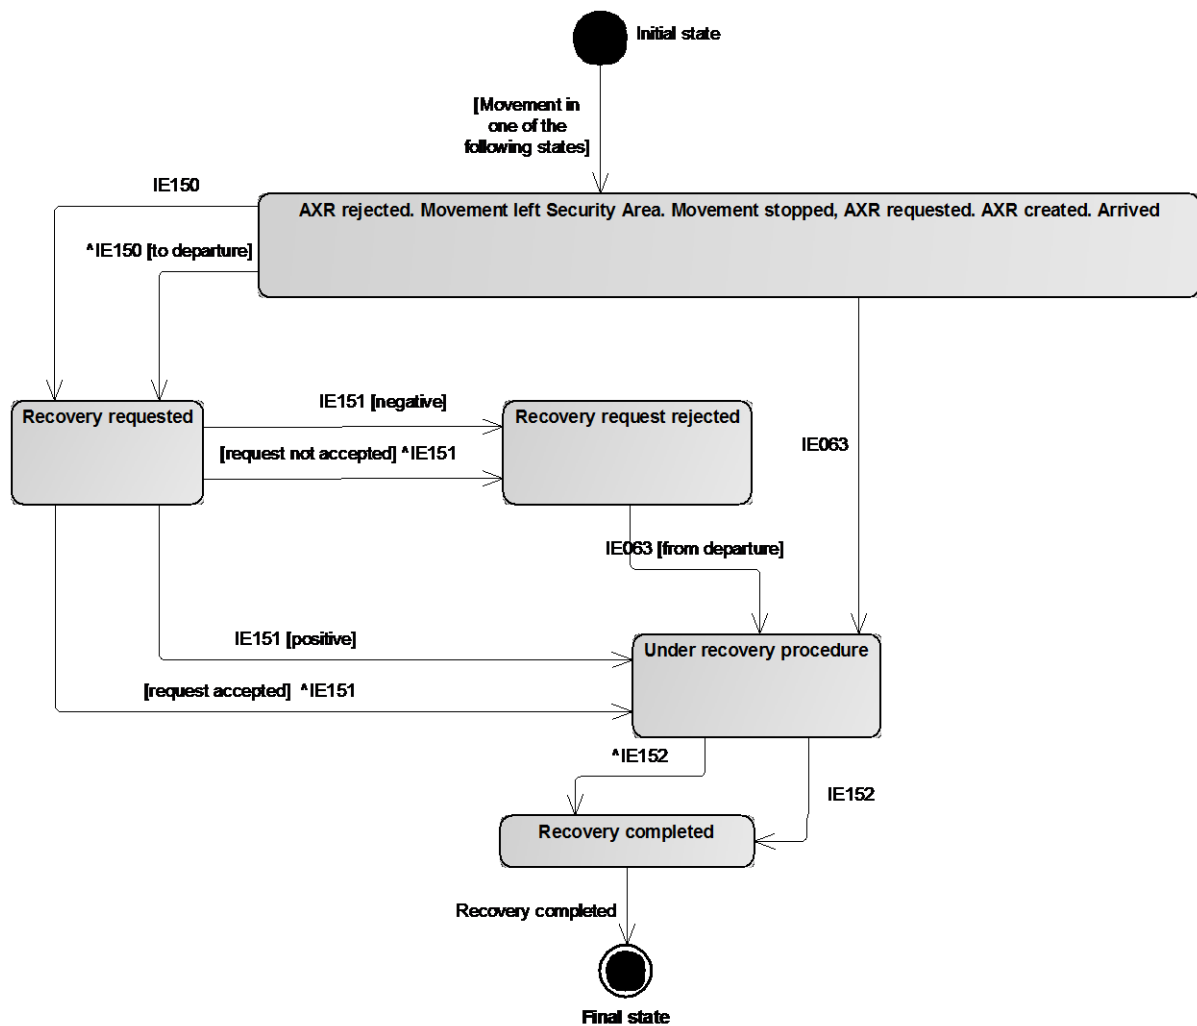 Initial state
[Movement in
one of the
following states]
IE150
AXR rejected. Movement left Security Area. Movement stopped, AXR requested. AXR created. Arrived
^IE150 [to departure]
Recovery requested
IE151 [negative]
Recovery request rejected
[request not accepted] ^IE151
IE063
IE063 [from departure]
IE151 [positive]
Under recovery procedure
[request accepted] ^IE151
^IE152
IE152
Recovery completed
Recovery completed
Final state